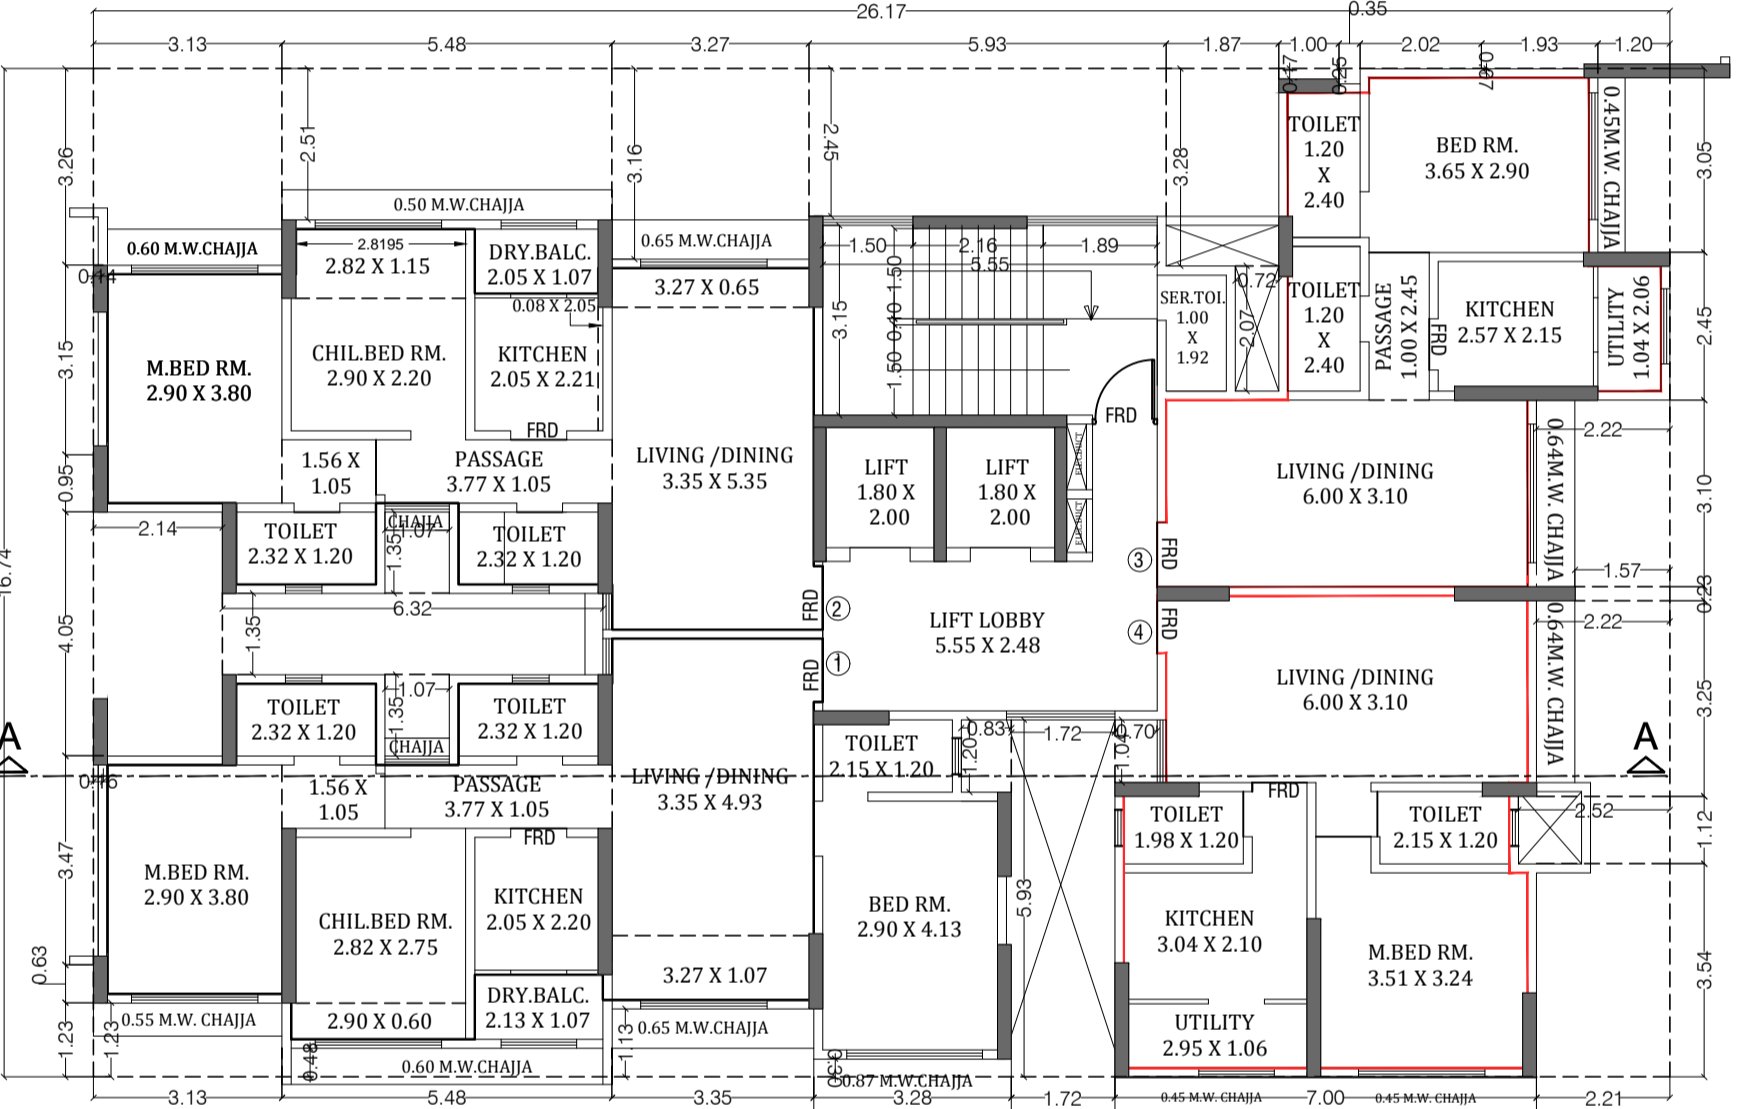 26.17
0.35
3.13
5.48
3.27
5.93
1.87
1.00
2.02
1.93
1.20
0.17
0.25
0.07
3.26
2.51
3.16
2.45
3.28
3.05
0.50 M.W.CHAJJA
0.60 M.W.CHAJJA
0.65 M.W.CHAJJA
0.45M.W. CHAJJA
2.8195
2.82 X 1.15
DRY.BALC.
2.05 X 1.07
3.27 X 0.65
0.08 X 2.05
1.50
2.16
1.89
5.55
1.50
0.40
1.50
3.15
TOILET
1.20
X
2.40
BED RM.
3.65 X 2.90
0.14
3.15
M.BED RM.
2.90 X 3.80
CHIL.BED RM.
2.90 X 2.20
KITCHEN
2.05 X 2.21
FRD
SER.TOI.
1.00
X
1.92
0.72
2.07
TOILET
1.20
X
2.40
PASSAGE
1.00 X 2.45
FRD
KITCHEN
2.57 X 2.15
UTILITY
1.04 X 2.06
2.45
FRD
2.22
0.95
1.56 X
1.05
PASSAGE
3.77 X 1.05
LIVING /DINING
3.35 X 5.35
LIFT
1.80 X
2.00
LIFT
1.80 X
2.00
LIVING /DINING
6.00 X 3.10
0.64M.W. CHAJJA
3.10
2.14
TOILET
2.32 X 1.20
CHAJJA
1.07
1.35
TOILET
2.32 X 1.20
3
FRD
1.57
0.23
16.74
6.32
1.35
4.05
FRD
2
LIFT LOBBY
5.55 X 2.48
4
FRD
2.22
0.64M.W. CHAJJA
FRD
1
1.07
1.35
TOILET
2.32 X 1.20
TOILET
2.32 X 1.20
CHAJJA
LIVING /DINING
6.00 X 3.10
3.25
A
A
0.16
TOILET
2.15 X 1.20
0.83
1.20
1.72
0.70
1.04
1.56 X
1.05
PASSAGE
3.77 X 1.05
LIVING /DINING
3.35 X 4.93
FRD
FRD
TOILET
1.98 X 1.20
TOILET
2.15 X 1.20
2.52
1.12
3.47
M.BED RM.
2.90 X 3.80
CHIL.BED RM.
2.82 X 2.75
KITCHEN
2.05 X 2.20
BED RM.
2.90 X 4.13
5.93
KITCHEN
3.04 X 2.10
M.BED RM.
3.51 X 3.24
3.54
0.63
3.27 X 1.07
DRY.BALC.
2.13 X 1.07
2.90 X 0.60
UTILITY
2.95 X 1.06
0.55 M.W. CHAJJA
0.65 M.W.CHAJJA
1.23
1.23
0.48
0.60 M.W.CHAJJA
1.13
0.30
0.87 M.W.CHAJJA
3.13
5.48
3.35
3.28
1.72
0.45 M.W. CHAJJA
7.00
0.45 M.W. CHAJJA
2.21